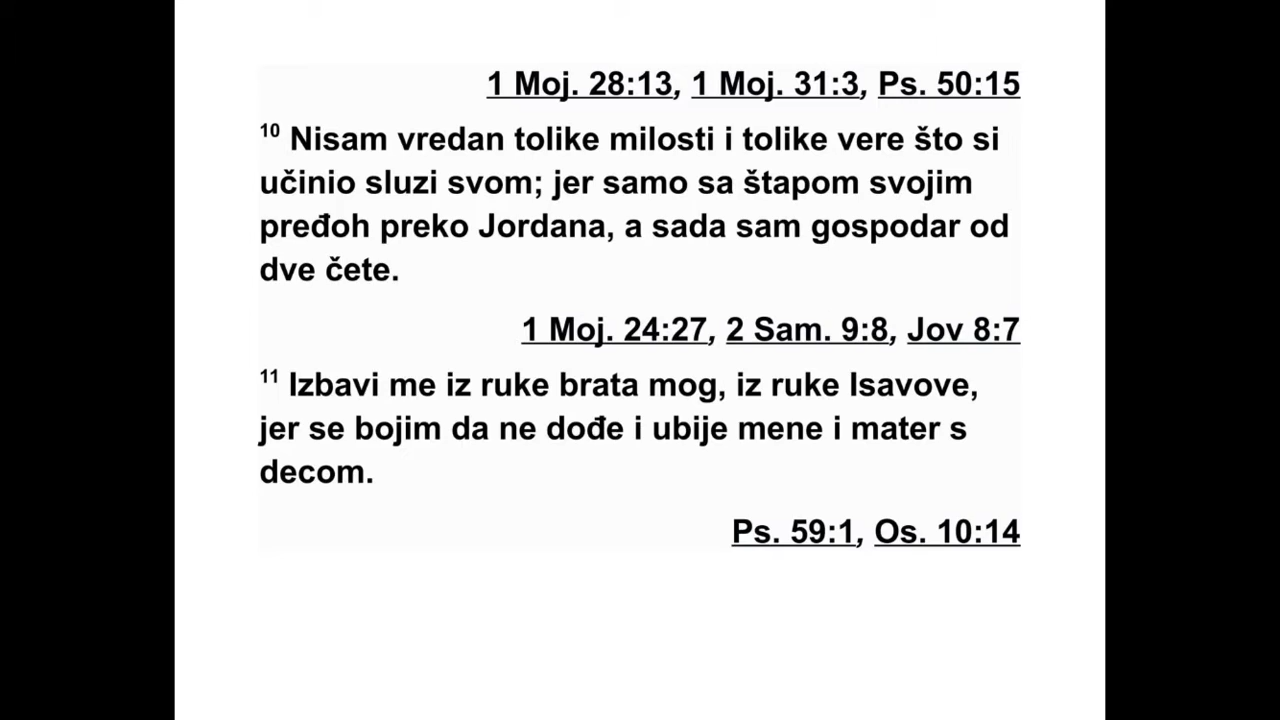 1 Moj. 28:13, 1 Moj. 31:3, Ps. 50:15
10 Nisam vredan tolike milosti i tolike vere što si
učinio sluzi svom; jer samo sa štapom svojim
pređoh preko Jordana, a sada sam gospodar od
dve čete.
1 Moj. 24:27, 2 Sam. 9:8, Jov 8:7
11 Izbavi me iz ruke brata mog, iz ruke Isavove,
jer se bojim da ne dođe i ubije mene i mater s
decom.
Ps. 59:1, Os. 10:14